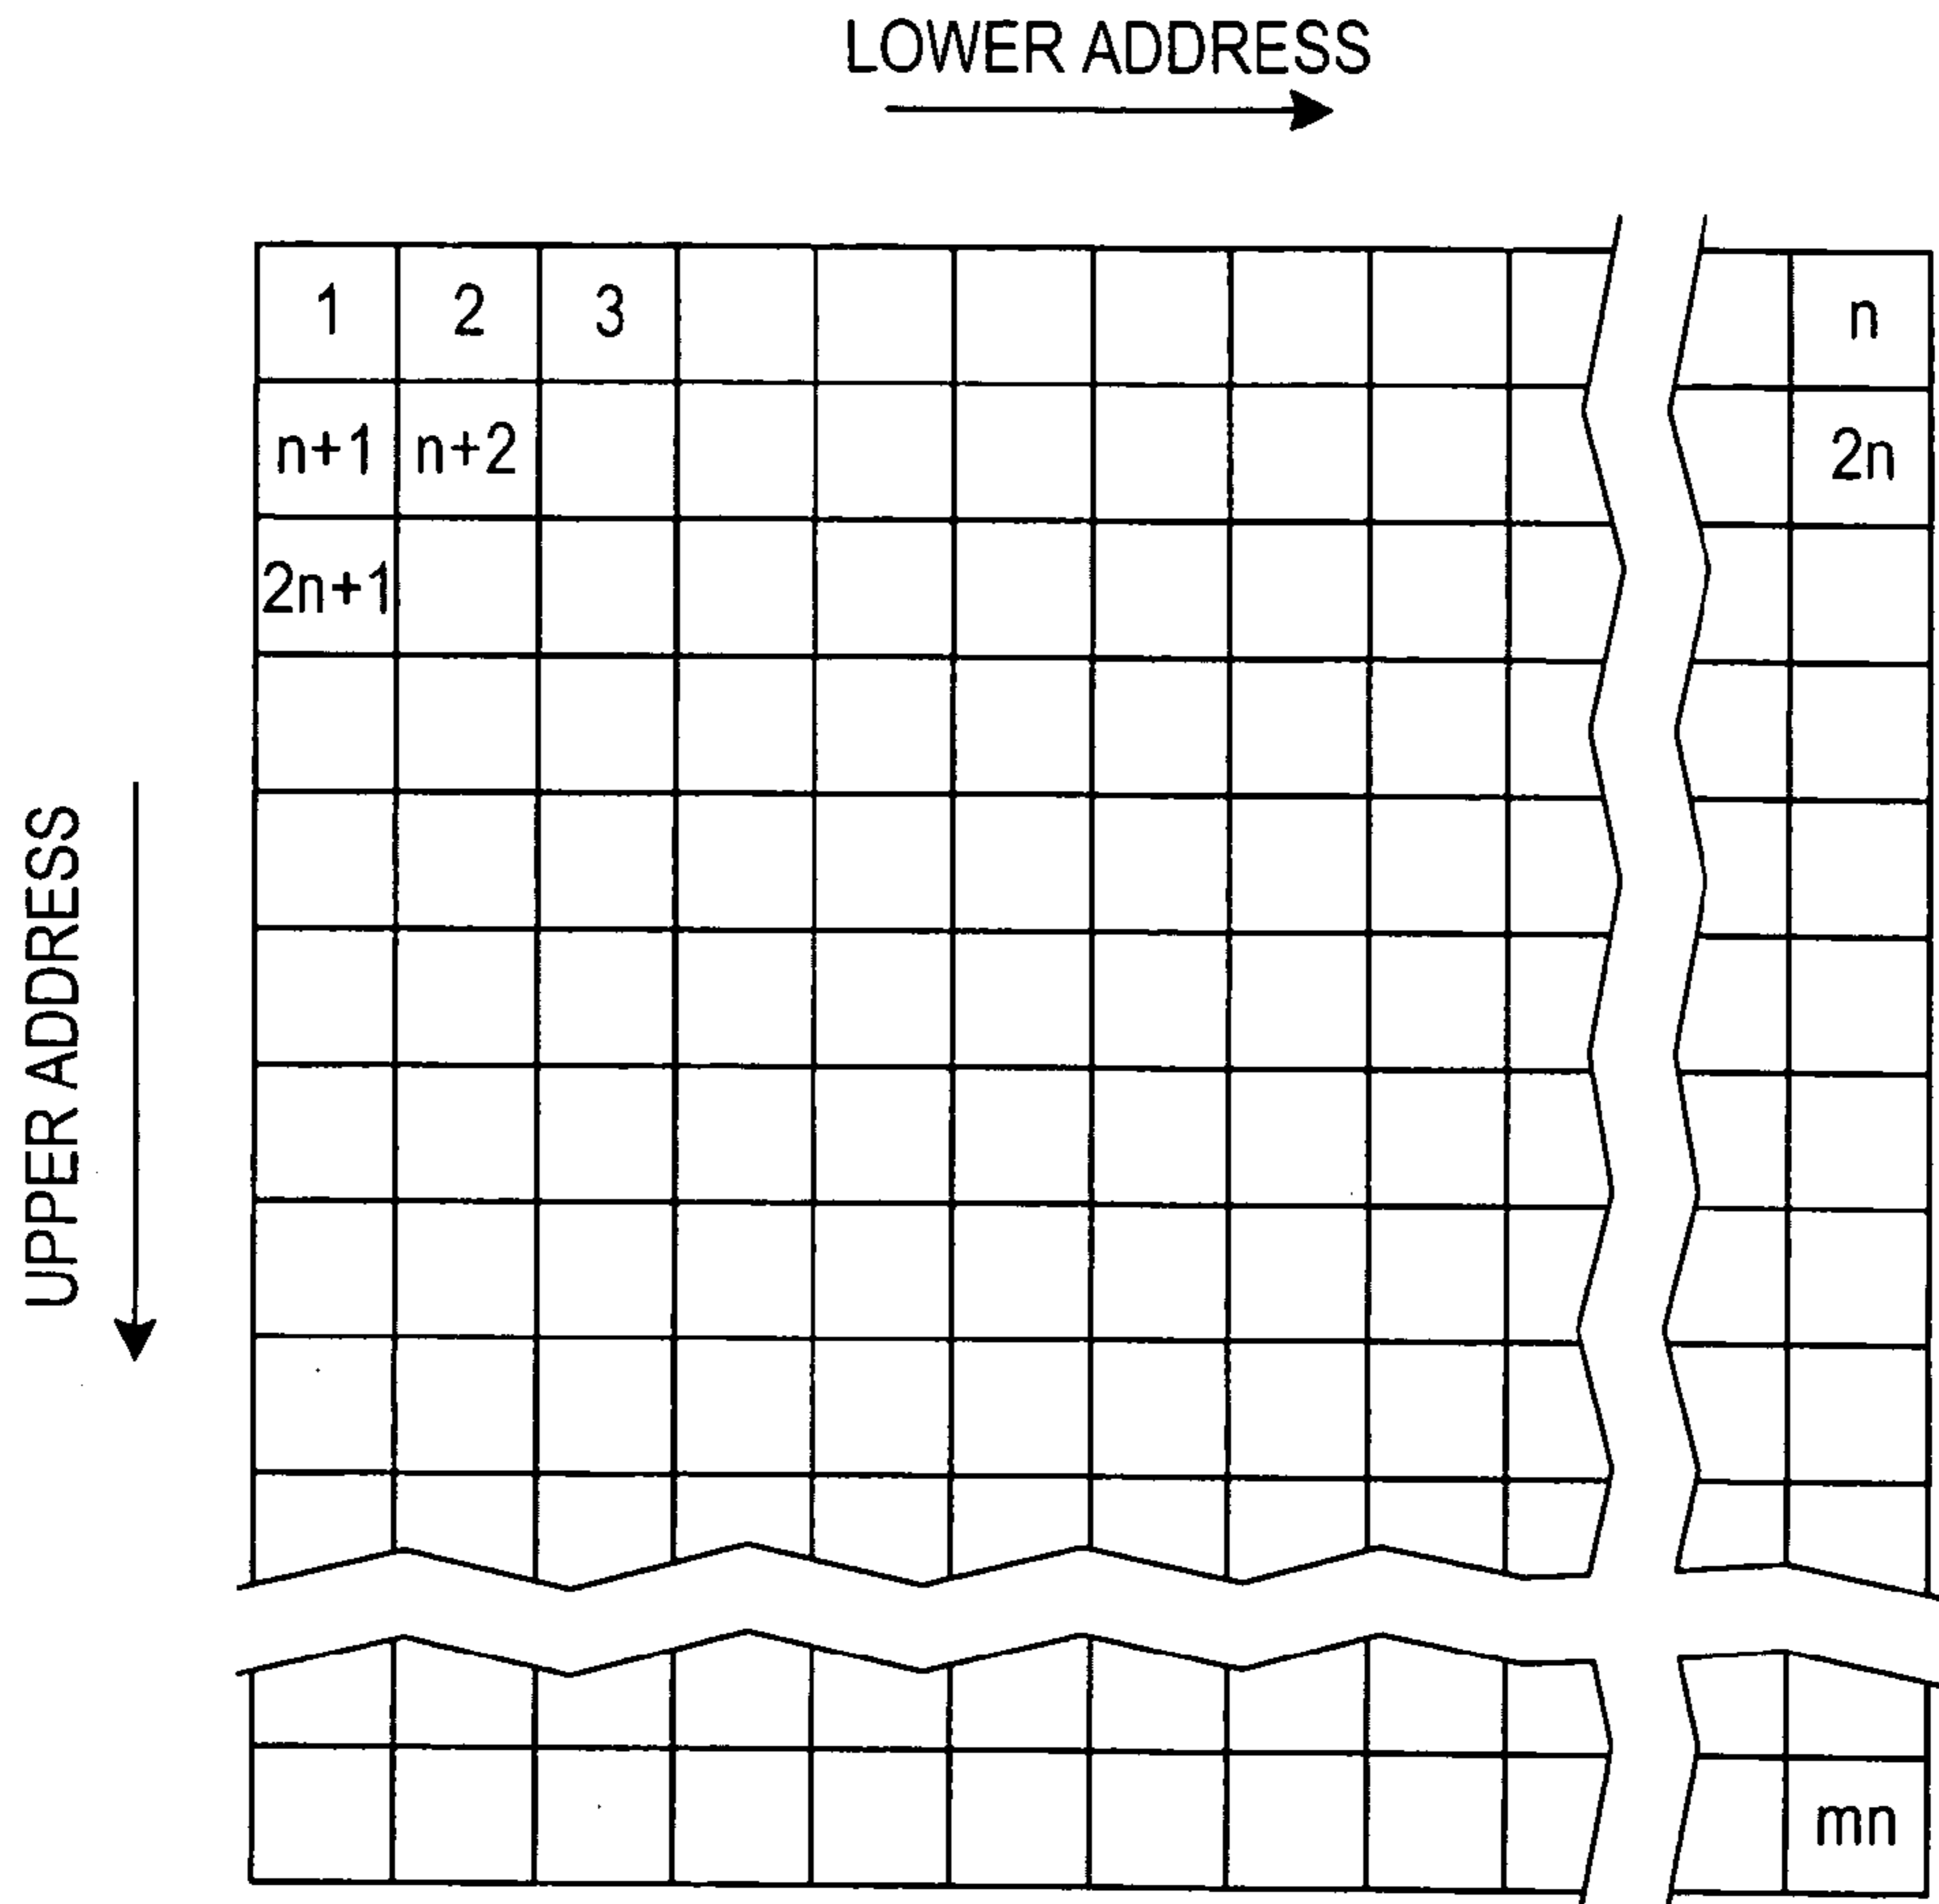 LOWER ADDRESS
1 2 3 n
n+1 n+2 2n
2n+1
UPPER ADDRESS
mn